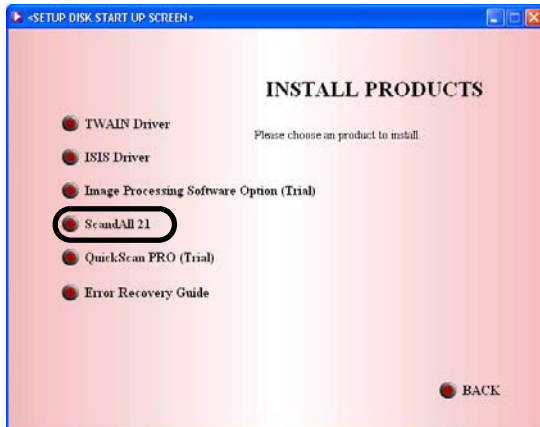 <SETUP DISK START UP SCREEN>
INSTALL PRODUCTS
Please choose an product to install.
TWAIN Driver
ISIS Driver
Image Processing Software Option (Trial)
ScandAll 21
QuickScan PRO (Trial)
Error Recovery Guide
BACK